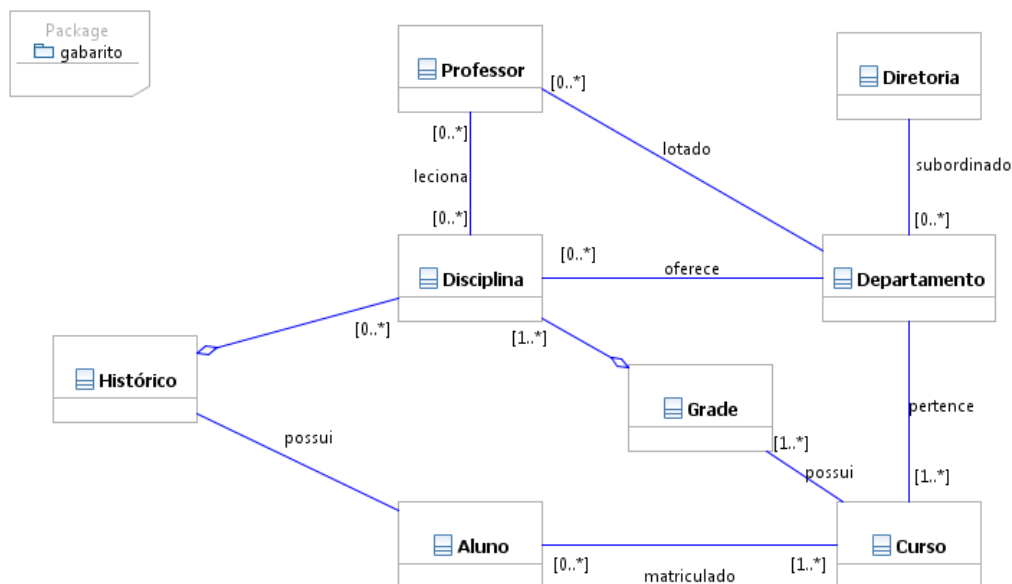 Package
gabarito
Professor
Diretoria
[0..*]
[0..*]
lotado
subordinado
leciona
[0..*]
[0..*]
Disciplina
[0..*]
oferece
Departamento
[0..*]
[1..*]
Histórico
Grade
pertence
possui
[1..*]
possui
[1..*]
Aluno
Curso
[0..*]
matriculado
[1..*]